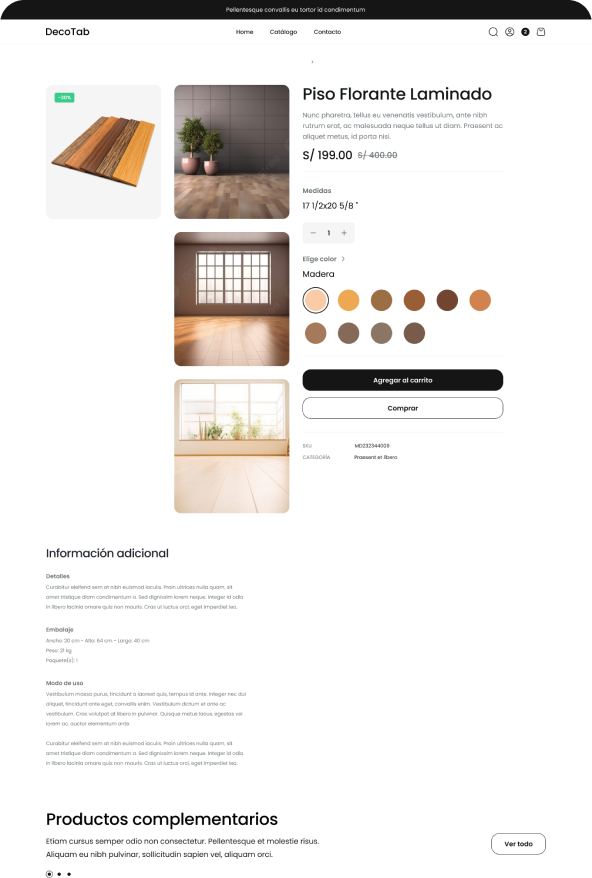 Pellentesque convallis eu tortor id condimentum
DecoTab
Home
Catálogo
Contacto
2
-50%
Piso Florante Laminado
Nunc pharetra, tellus eu venenatis vestibulum, ante nibh
rutrum erat, ac malesuada neque tellus ut diam. Praesent ac
aliquet metus, id porta nisi.
S/ 199.00 S/ 400.00
Medidas
17 1/2x20 5/8 "
− 1 +
Elige color >
Madera
Agregar al carrito
Comprar
SKU MD232344009
CATEGORÍA Praesent et libero
Información adicional
Detalles
Curabitur eleifend sem at nibh euismod iaculis. Proin ultrices nulla quam, sit
amet tristique diam condimentum a. Sed dignissim lorem neque. Integer id odio
in libero lacinia ornare quis non mauris. Cras ut luctus orci, eget imperdiet leo.
Embalaje
Ancho: 20 cm - Alto: 64 cm - Largo: 40 cm
Peso: 21 kg
Paquete(s): 1
Modo de uso
Vestibulum massa purus, tincidunt a laoreet quis, tempus id ante. Integer nec dui
aliquet, tincidunt ante eget, convallis enim. Vestibulum dictum et ante ac
vestibulum. Cras volutpat at libero in pulvinar. Quisque metus lacus, egestas vel
lorem ac, auctor elementum ante.
Curabitur eleifend sem at nibh euismod iaculis. Proin ultrices nulla quam, sit
amet tristique diam condimentum a. Sed dignissim lorem neque. Integer id odio
in libero lacinia ornare quis non mauris. Cras ut luctus orci, eget imperdiet leo.
Productos complementarios
Etiam cursus semper odio non consectetur. Pellentesque et molestie risus.
Aliquam eu nibh pulvinar, sollicitudin sapien vel, aliquam orci.
Ver todo